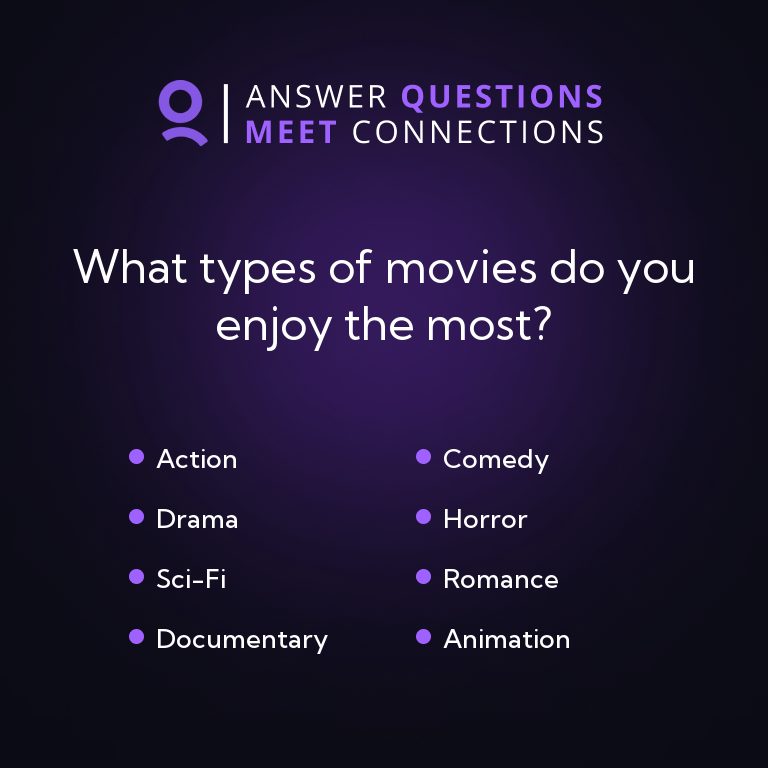 ANSWER QUESTIONS
MEET CONNECTIONS
What types of movies do you
enjoy the most?
Action
Drama
Sci-Fi
Documentary
Comedy
Horror
Romance
Animation